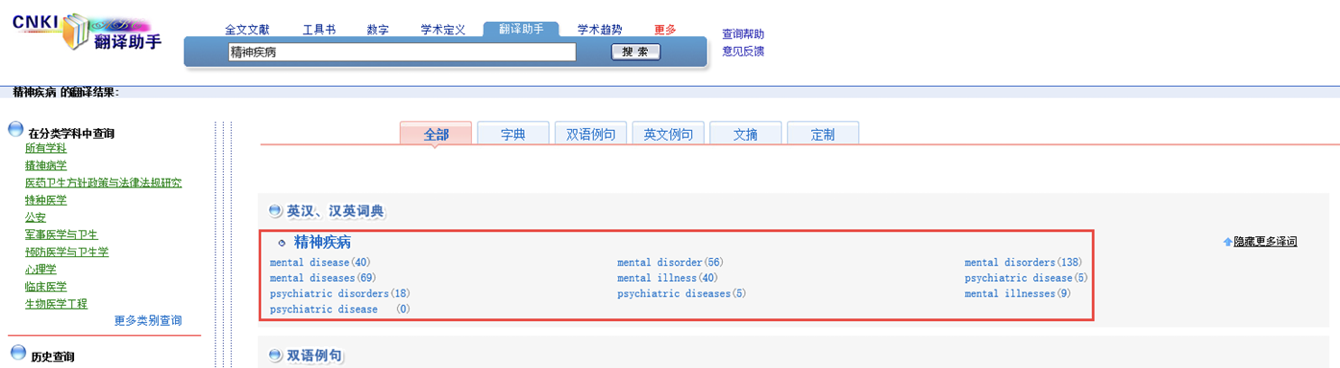 CNKI 翻译助手
全文文献 工具书 数字 学术定义 翻译助手 学术趋势 更多
精神疾病 搜 索
查询帮助
意见反馈
精神疾病 的翻译结果:
在分类学科中查询
所有学科
精神病学
医药卫生方针政策与法律法规研究
特种医学
公安
军事医学与卫生
预防医学与卫生学
心理学
临床医学
生物医学工程
更多类别查询
历史查询
全部 字典 双语例句 英文例句 文摘 定制
英汉、汉英词典
精神疾病 隐藏更多译词
mental disease(40) mental disorder(56) mental disorders(138)
mental diseases(69) mental illness(40) psychiatric disease(5)
psychiatric disorders(18) psychiatric diseases(5) mental illnesses(9)
psychiatric disease (0)
双语例句